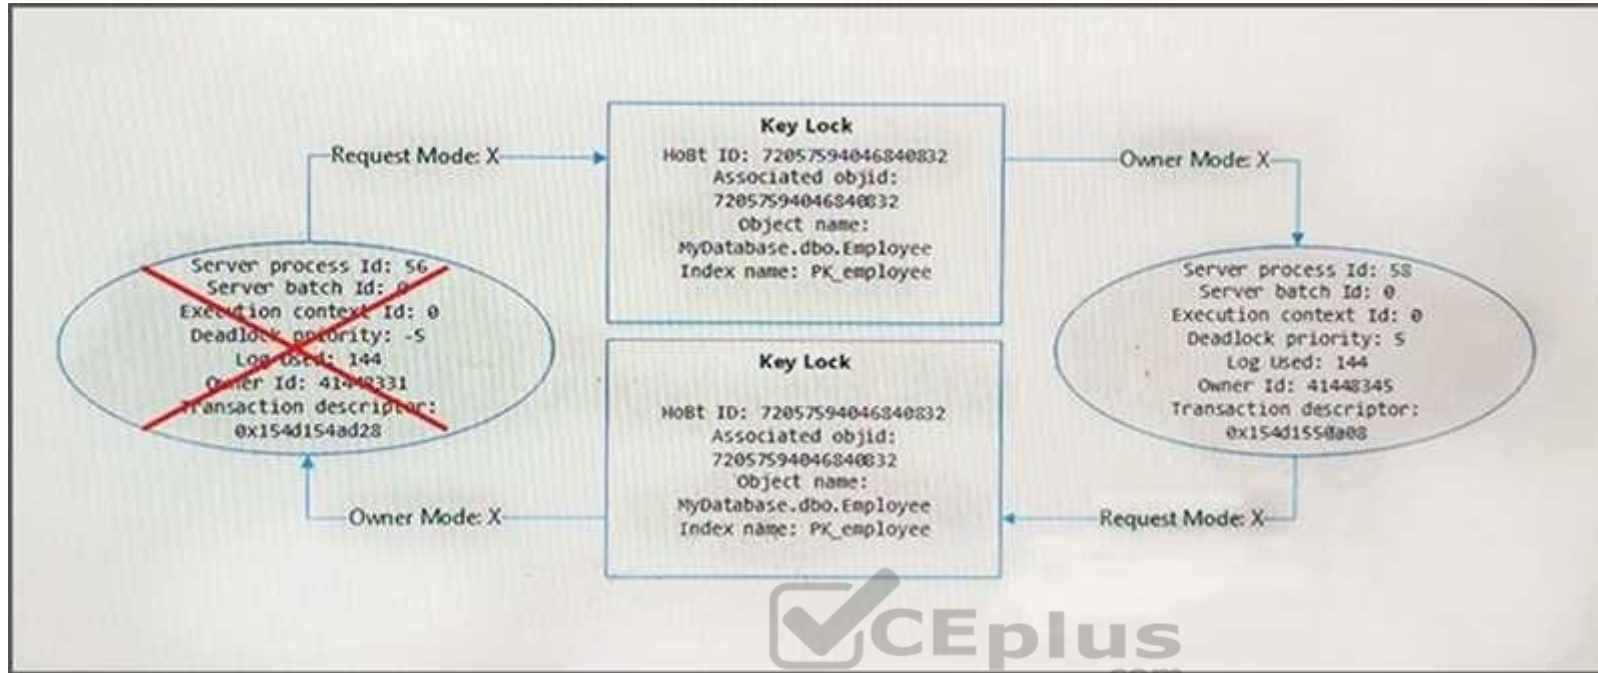 Key Lock
HoBt ID: 72057594046840832
Associated objid:
72057594046840832
Object name:
MyDatabase.dbo.Employee
Index name: PK_employee
Request Mode: X
Owner Mode: X
Server process Id: 56
Server batch Id: 0
Execution context Id: 0
Deadlock priority: -5
Log Used: 144
Owner Id: 41448331
Transaction descriptor:
0x154d154ad28
Server process Id: 58
Server batch Id: 0
Execution context Id: 0
Deadlock priority: 5
Log Used: 144
Owner Id: 41448345
Transaction descriptor:
0x154d1550a08
Key Lock
HoBt ID: 72057594046840832
Associated objid:
72057594046840832
Object name:
MyDatabase.dbo.Employee
Index name: PK_employee
Owner Mode: X
Request Mode: X
CEplus
.com